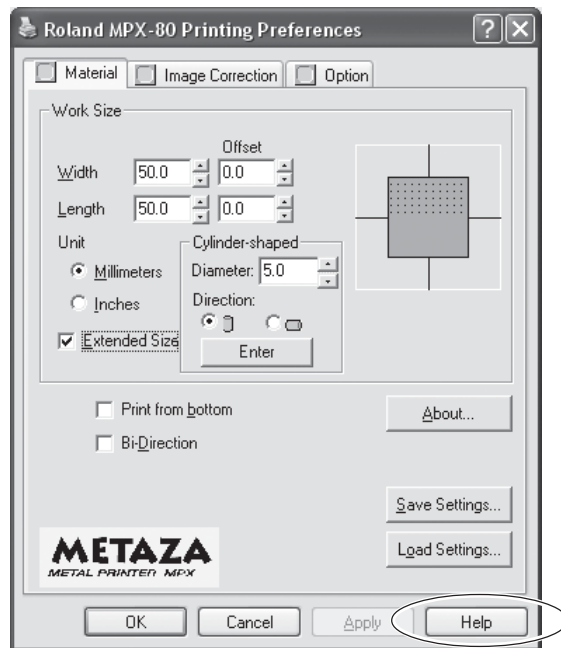 Roland MPX-80 Printing Preferences
Material Image Correction Option
Work Size
Offset
Width 50.0 0.0
Length 50.0 0.0
Unit
Millimeters
Inches
Extended Size
Cylinder-shaped
Diameter: 5.0
Direction:
Enter
Print from bottom
Bi-Direction
About...
Save Settings...
Load Settings...
METAZA
METAL PRINTER MPX
OK Cancel Apply Help